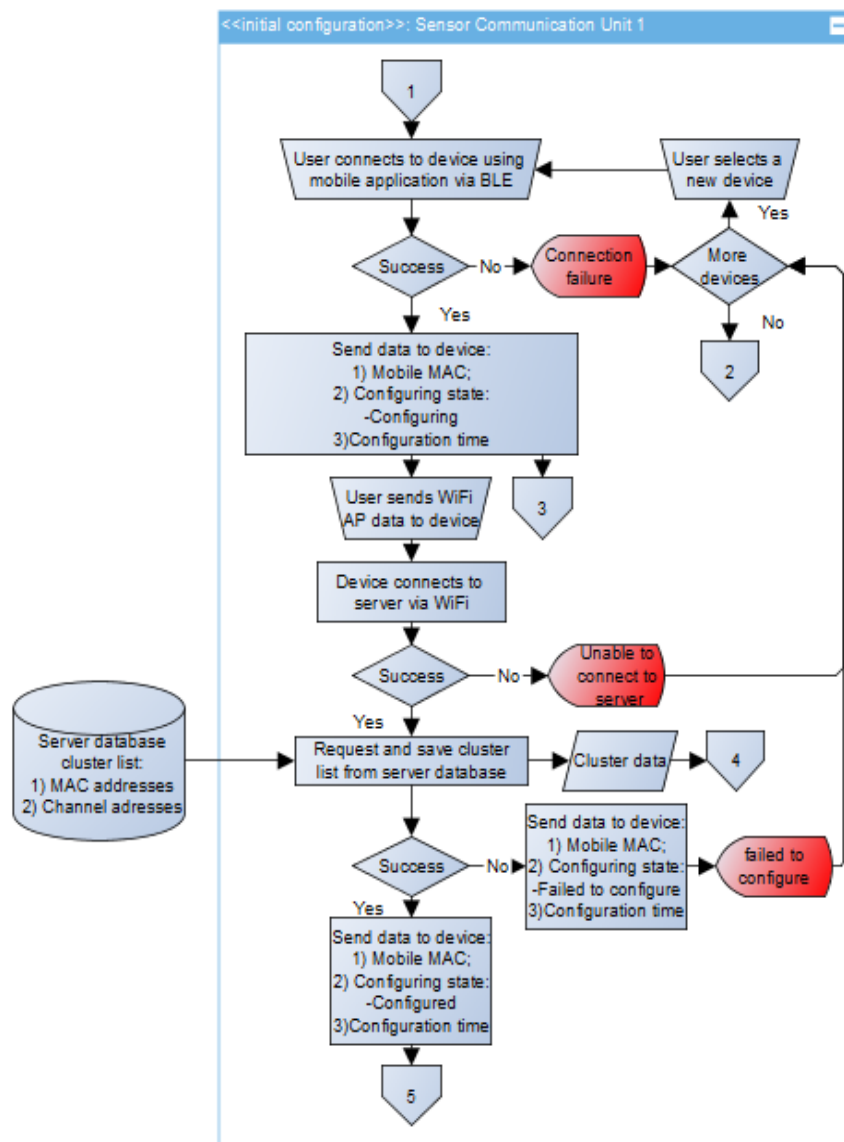 <<initial configuration>>: Sensor Communication Unit 1
1
User connects to device using
mobile application via BLE
User selects a
new device
Yes
Success
No
Connection
failure
More
devices
Yes
No
Send data to device:
1) Mobile MAC;
2) Configuring state:
-Configuring
3)Configuration time
2
User sends WiFi
AP data to device
3
Device connects to
server via WiFi
Success
No
Unable to
connect to
server
Yes
Server database
cluster list:
1) MAC addresses
2) Channel adresses
Request and save cluster
list from server database
Cluster data
4
Success
No
Send data to device:
1) Mobile MAC;
2) Configuring state:
-Failed to configure
3)Configuration time
failed to
configure
Yes
Send data to device:
1) Mobile MAC;
2) Configuring state:
-Configured
3)Configuration time
5